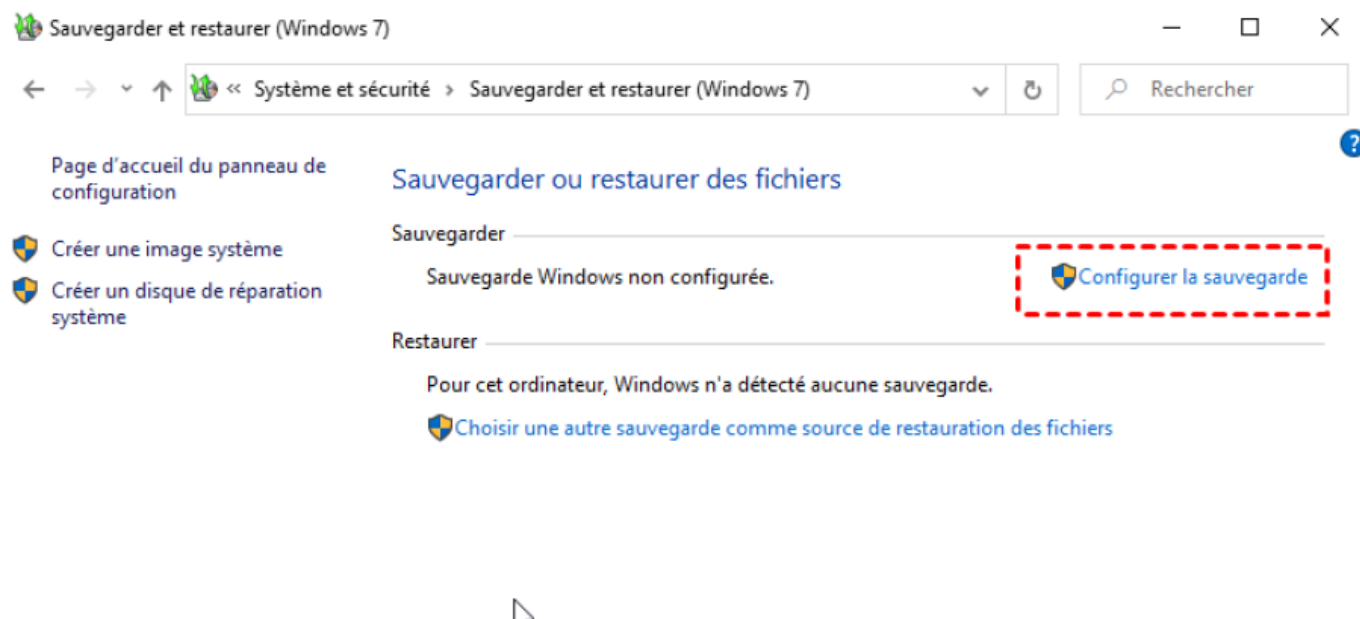 Sauvegarder et restaurer (Windows 7)
« Système et sécurité > Sauvegarder et restaurer (Windows 7)
Rechercher
?
Page d'accueil du panneau de
configuration
Créer une image système
Créer un disque de réparation
système
Sauvegarder ou restaurer des fichiers
Sauvegarder
Sauvegarde Windows non configurée.
Configurer la sauvegarde
Restaurer
Pour cet ordinateur, Windows n'a détecté aucune sauvegarde.
Choisir une autre sauvegarde comme source de restauration des fichiers